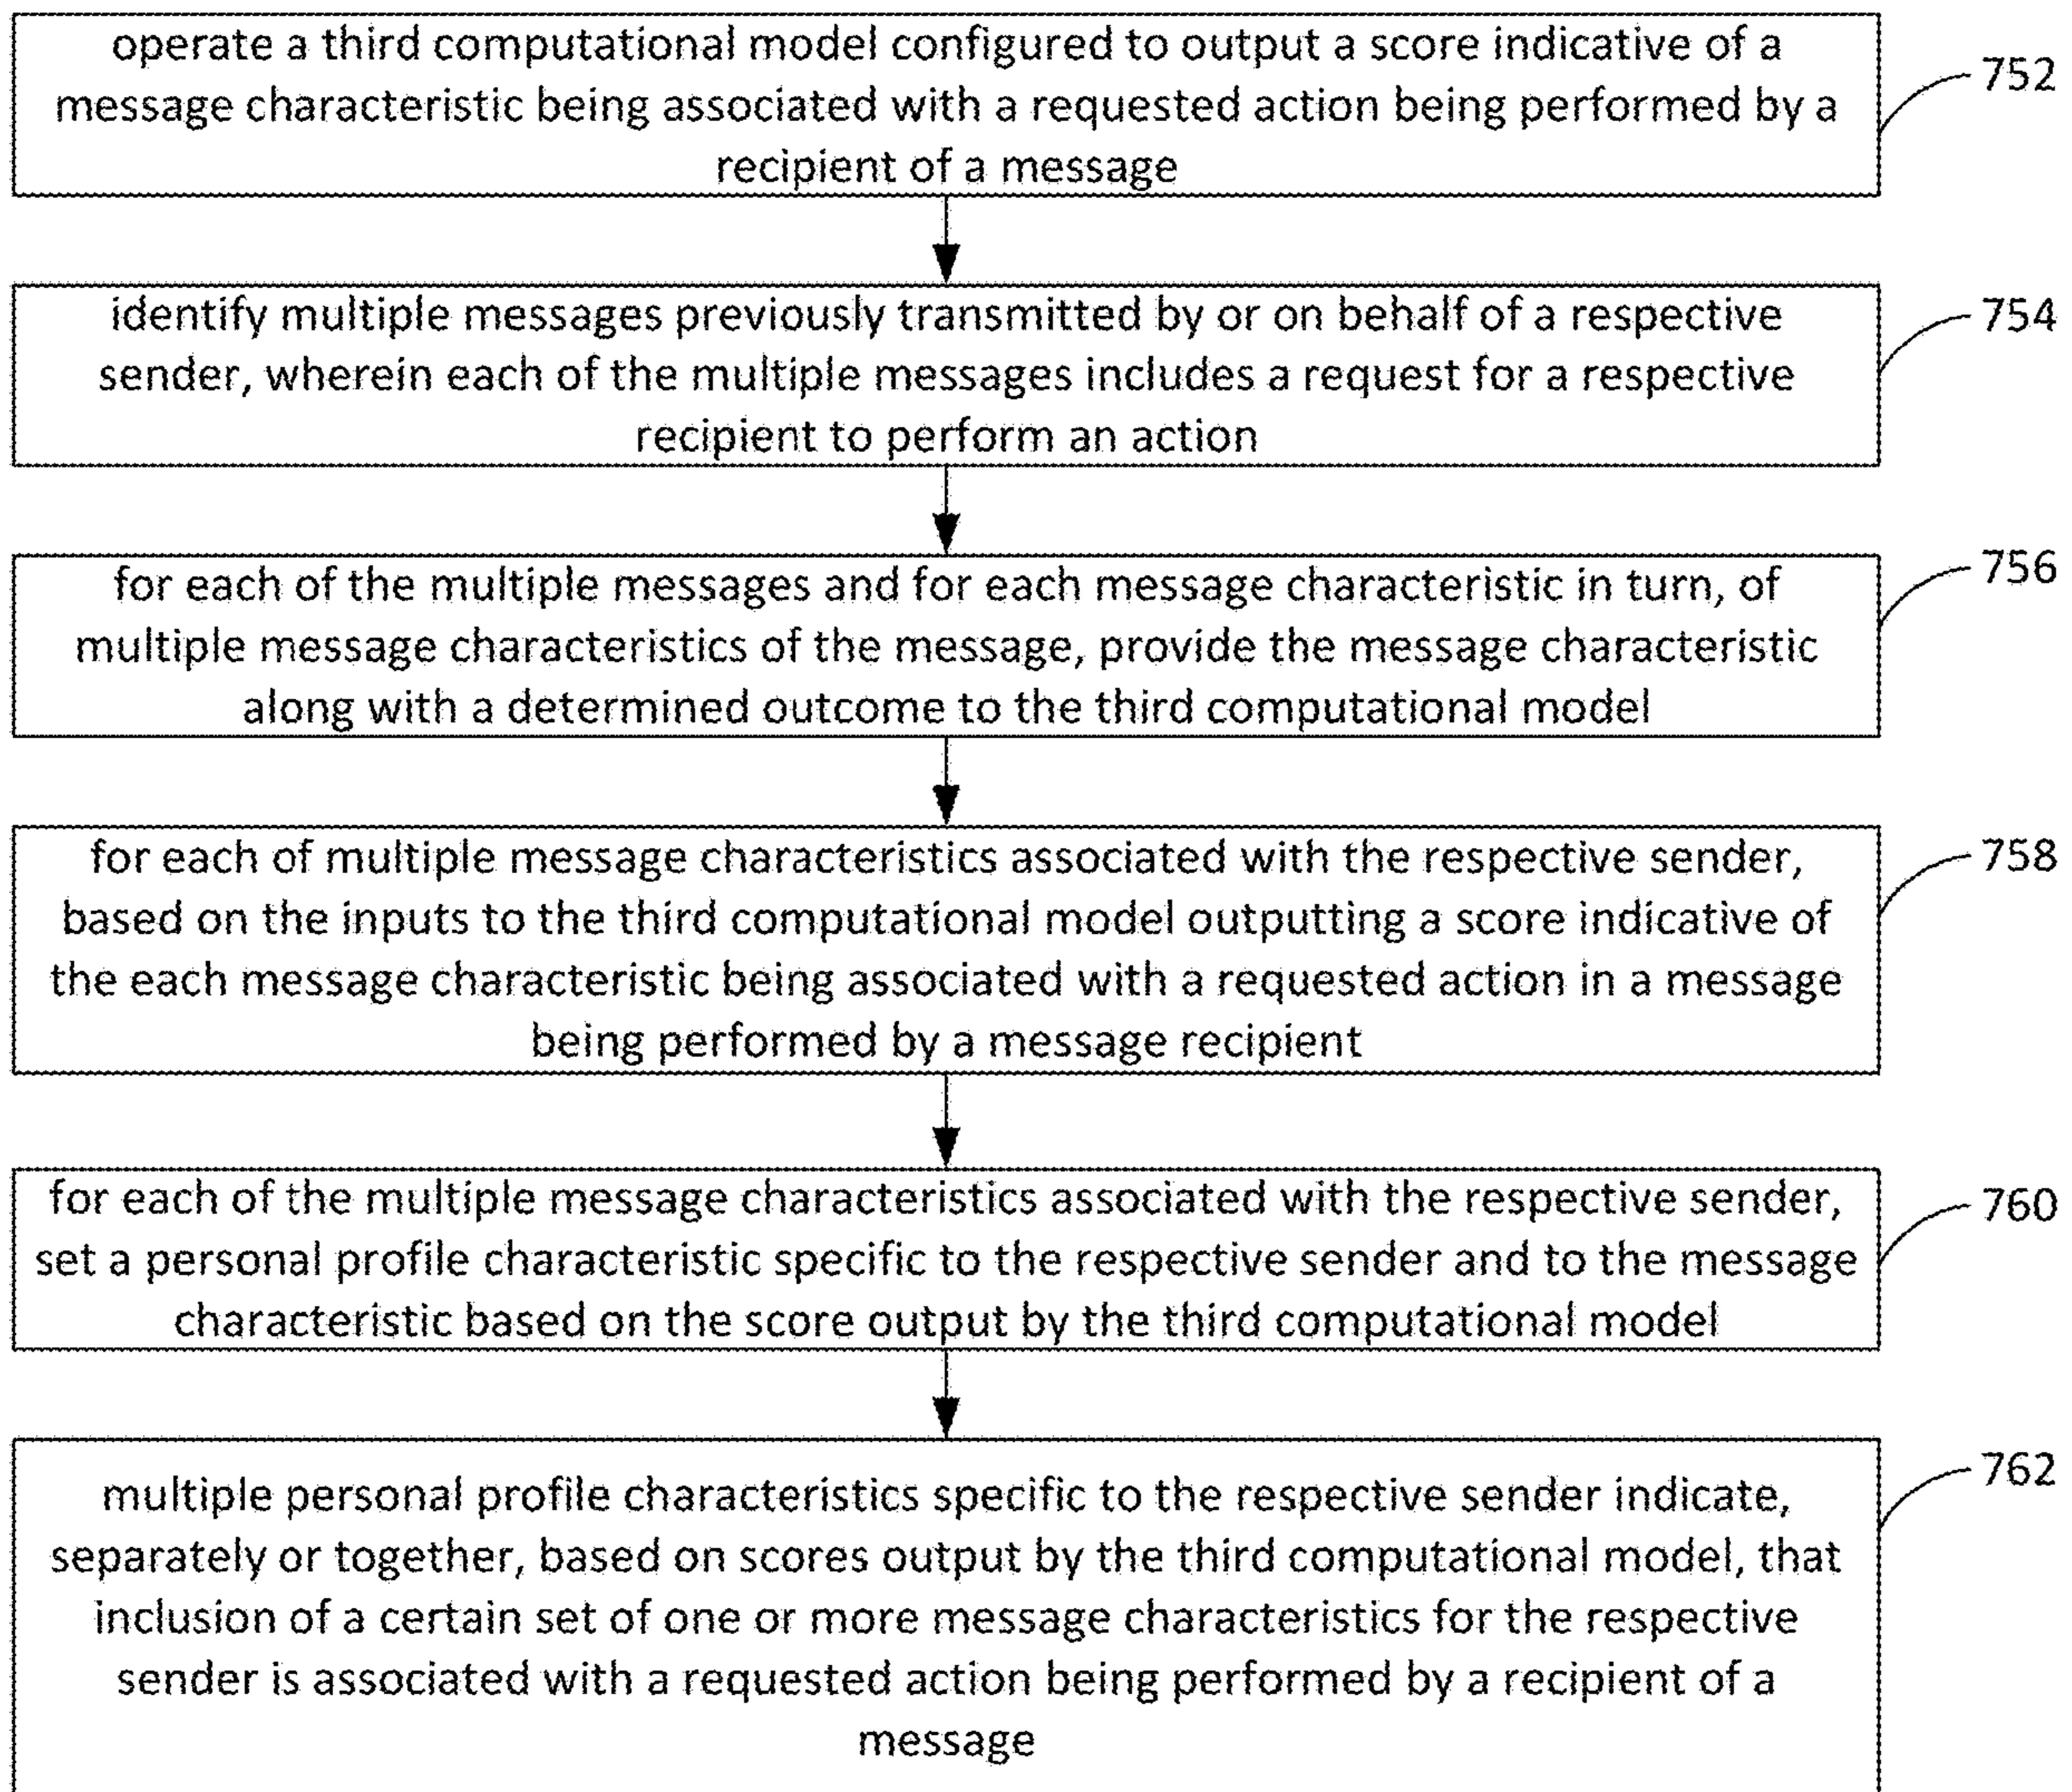 operate a third computational model configured to output a score indicative of a
message characteristic being associated with a requested action being performed by a
recipient of a message
752
identify multiple messages previously transmitted by or on behalf of a respective
sender, wherein each of the multiple messages includes a request for a respective
recipient to perform an action
754
for each of the multiple messages and for each message characteristic in turn, of
multiple message characteristics of the message, provide the message characteristic
along with a determined outcome to the third computational model
756
for each of multiple message characteristics associated with the respective sender,
based on the inputs to the third computational model outputting a score indicative of
the each message characteristic being associated with a requested action in a message
being performed by a message recipient
758
for each of the multiple message characteristics associated with the respective sender,
set a personal profile characteristic specific to the respective sender and to the message
characteristic based on the score output by the third computational model
760
multiple personal profile characteristics specific to the respective sender indicate,
separately or together, based on scores output by the third computational model, that
inclusion of a certain set of one or more message characteristics for the respective
sender is associated with a requested action being performed by a recipient of a
message
762